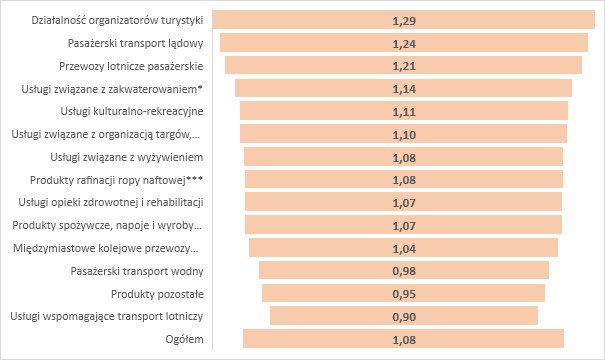 Działalność organizatorów turystyki 1,29
Pasażerski transport lądowy 1,24
Przewozy lotnicze pasażerskie 1,21
Usługi związane z zakwaterowaniem* 1,14
Usługi kulturalno-rekreacyjne 1,11
Usługi związane z organizacją targów,... 1,10
Usługi związane z wyżywieniem 1,08
Produkty rafinacji ropy naftowej*** 1,08
Usługi opieki zdrowotnej i rehabilitacji 1,07
Produkty spożywcze, napoje i wyroby... 1,07
Międzymiastowe kolejowe przewozy... 1,04
Pasażerski transport wodny 0,98
Produkty pozostałe 0,95
Usługi wspomagające transport lotniczy 0,90
Ogółem 1,08